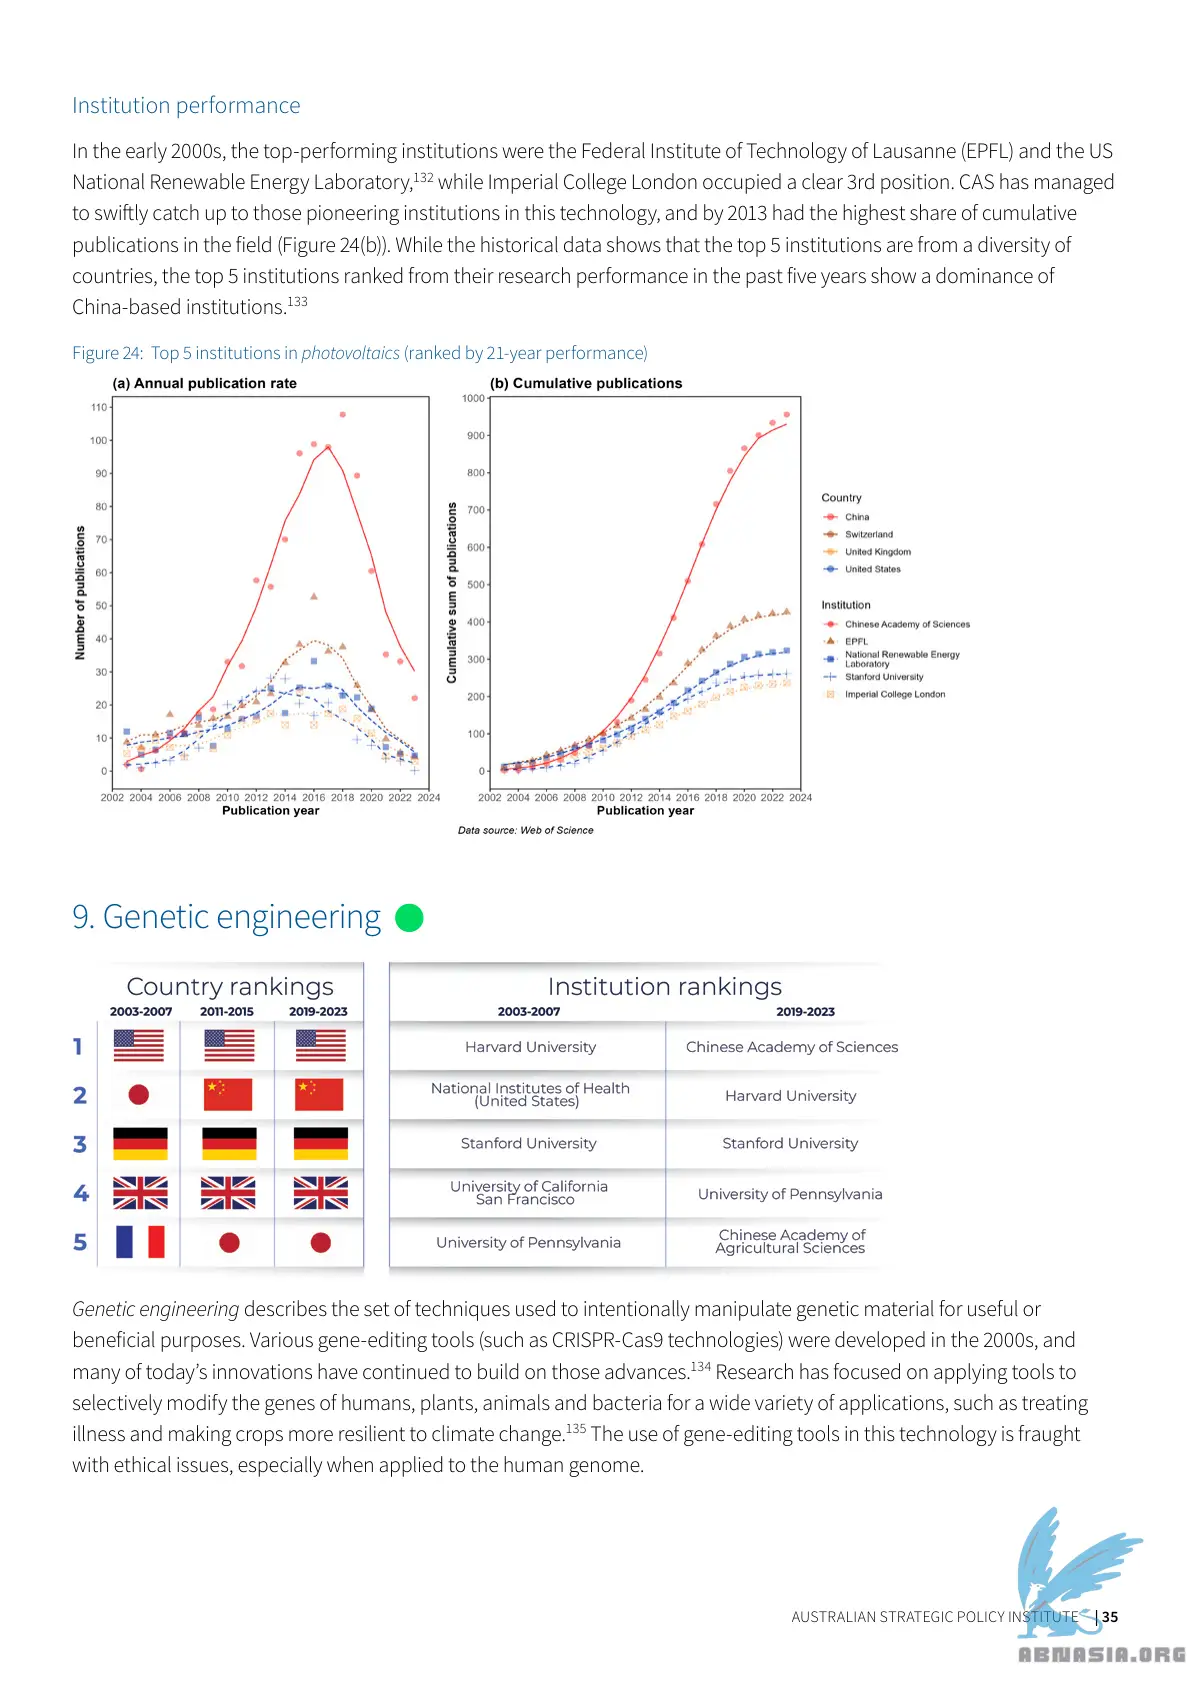 Institution performance
In the early 2000s, the top-performing institutions were the Federal Institute of Technology of Lausanne (EPFL) and the US
National Renewable Energy Laboratory,132 while Imperial College London occupied a clear 3rd position. CAS has managed
to swiftly catch up to those pioneering institutions in this technology, and by 2013 had the highest share of cumulative
publications in the field (Figure 24(b)). While the historical data shows that the top 5 institutions are from a diversity of
countries, the top 5 institutions ranked from their research performance in the past five years show a dominance of
China-based institutions.133
Figure 24: Top 5 institutions in photovoltaics (ranked by 21-year performance)
(a) Annual publication rate
Number of publications
110
100
90
80
70
60
50
40
30
20
10
0
2002 2004 2006 2008 2010 2012 2014 2016 2018 2020 2022 2024
Publication year
(b) Cumulative publications
Cumulative sum of publications
1000
900
800
700
600
500
400
300
200
100
0
2002 2004 2006 2008 2010 2012 2014 2016 2018 2020 2022 2024
Publication year
Country
China
Switzerland
United Kingdom
United States
Institution
Chinese Academy of Sciences
EPFL
National Renewable Energy
Laboratory
Stanford University
Imperial College London
Data source: Web of Science
9. Genetic engineering
Country rankings
2003-2007 2011-2015 2019-2023
1
2
3
4
5
Institution rankings
2003-2007 2019-2023
Harvard University Chinese Academy of Sciences
National Institutes of Health
(United States) Harvard University
Stanford University Stanford University
University of California
San Francisco University of Pennsylvania
University of Pennsylvania Chinese Academy of
Agricultural Sciences
Genetic engineering describes the set of techniques used to intentionally manipulate genetic material for useful or
beneficial purposes. Various gene-editing tools (such as CRISPR-Cas9 technologies) were developed in the 2000s, and
many of today’s innovations have continued to build on those advances.134 Research has focused on applying tools to
selectively modify the genes of humans, plants, animals and bacteria for a wide variety of applications, such as treating
illness and making crops more resilient to climate change.135 The use of gene-editing tools in this technology is fraught
with ethical issues, especially when applied to the human genome.
AUSTRALIAN STRATEGIC POLICY INSTITUTE | 35
ABNASIA.ORG